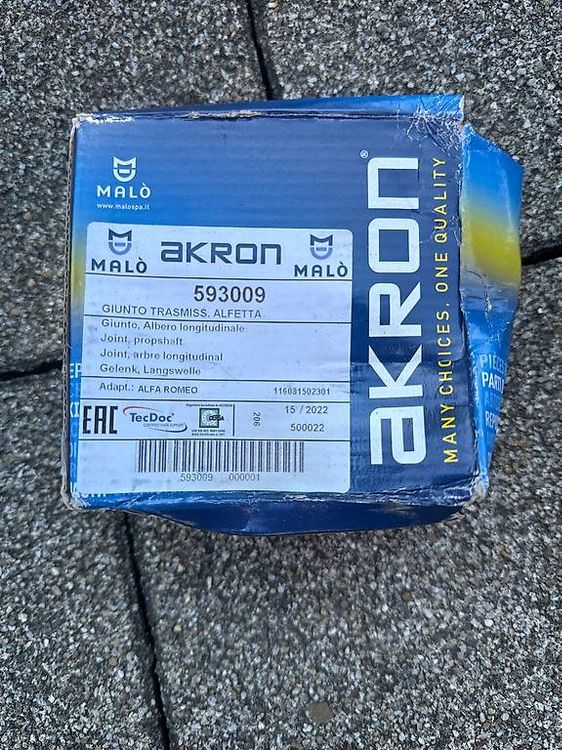 MALÒ
www.malospa.it
MALÒ
akron
MALÒ
593009
GIUNTO TRASMISS. ALFETTA
Giunto, Albero longitudinale
Joint, propshaft
Joint, arbre longitudinal
Gelenk, Langswelle
Adapt.: ALFA ROMEO 116081502301
EAC
TecDoc
206
15 / 2022
500022
593009 000001
akron®
MANY CHOICES, ONE QUALITY